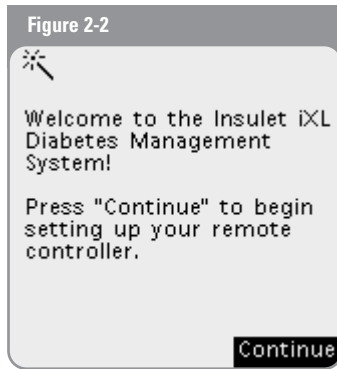 Figure 2-2
Welcome to the Insulet iXL
Diabetes Management
System!
Press "Continue" to begin
setting up your remote
controller.
Continue